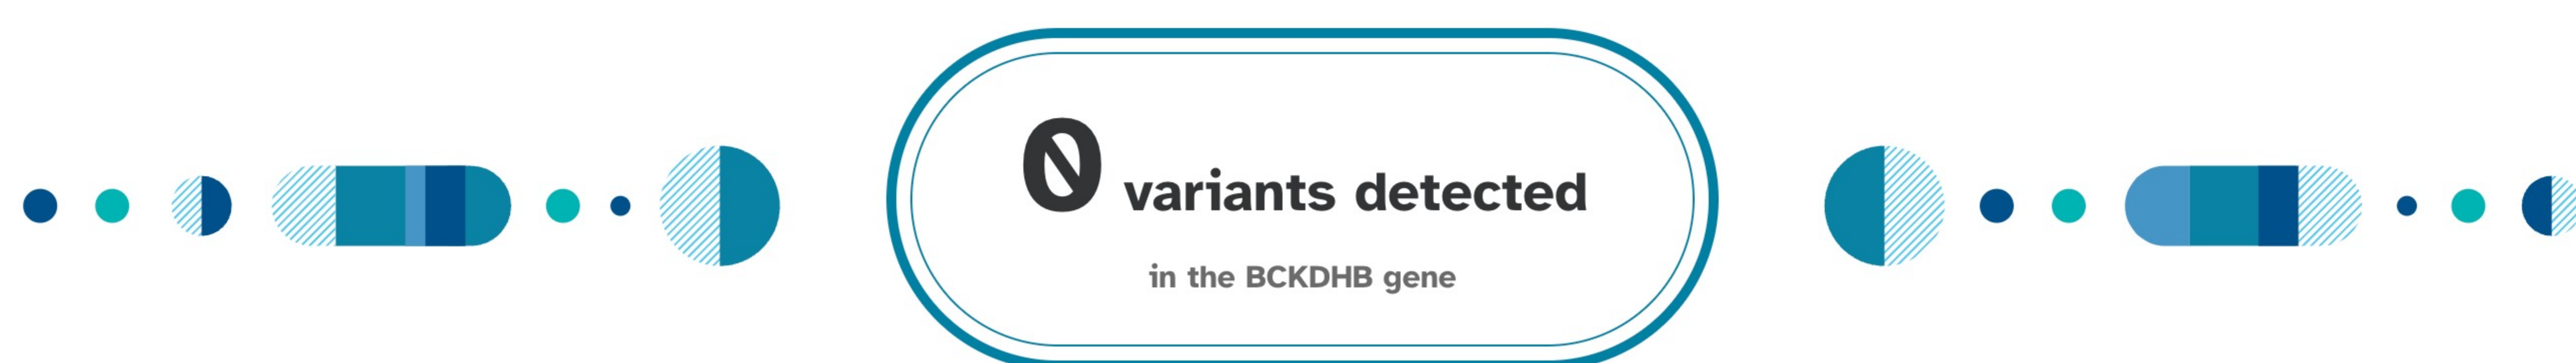 0 variants detected
in the BCKDHB gene